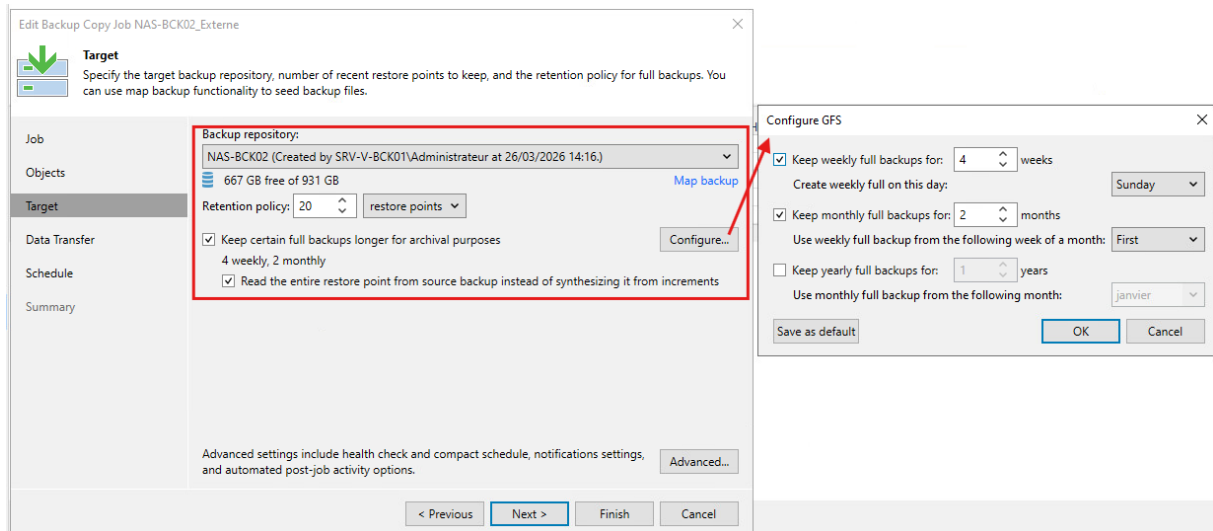 Edit Backup Copy Job NAS-BCK02_Externe
Target
Specify the target backup repository, number of recent restore points to keep, and the retention policy for full backups. You
can use map backup functionality to seed backup files.
Job
Objects
Target
Data Transfer
Schedule
Summary
Backup repository:
NAS-BCK02 (Created by SRV-V-BCK01\Administrateur at 26/03/2026 14:16.)
667 GB free of 931 GB
Map backup
Retention policy: 20 restore points
Keep certain full backups longer for archival purposes
Configure...
4 weekly, 2 monthly
Read the entire restore point from source backup instead of synthesizing it from increments
Advanced settings include health check and compact schedule, notifications settings,
and automated post-job activity options.
Advanced...
< Previous Next > Finish Cancel
Configure GFS
Keep weekly full backups for: 4 weeks
Create weekly full on this day: Sunday
Keep monthly full backups for: 2 months
Use weekly full backup from the following week of a month: First
Keep yearly full backups for: 1 years
Use monthly full backup from the following month: janvier
Save as default OK Cancel